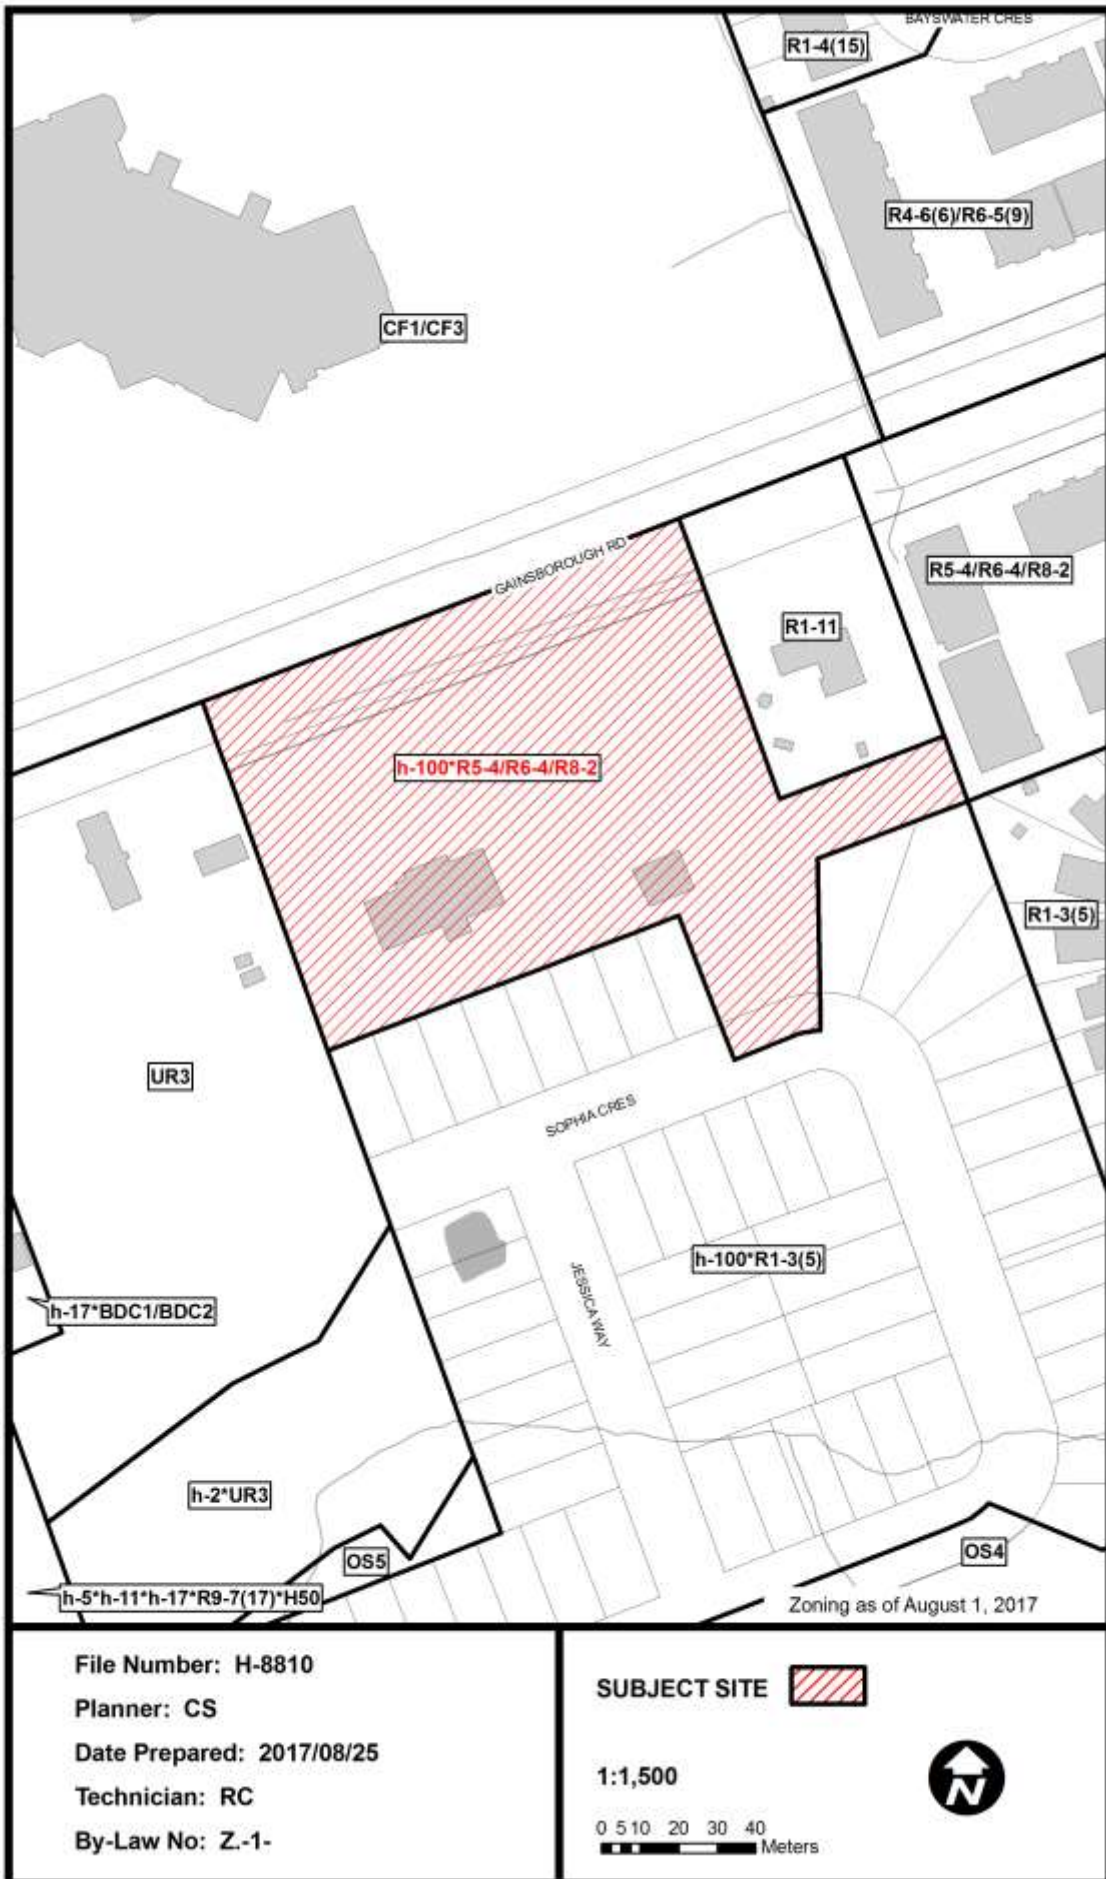 BAYSWATER CRES
R1-4(15)
R4-6(6)/R6-5(9)
CF1/CF3
GAINSBOROUGH RD
R5-4/R6-4/R8-2
R1-11
h-100*R5-4/R6-4/R8-2
R1-3(5)
UR3
SOPHIA CRES
h-100*R1-3(5)
JESSICA WAY
h-17*BDC1/BDC2
h-2*UR3
OS5
OS4
h-5*h-11*h-17*R9-7(17)*H50
Zoning as of August 1, 2017
File Number: H-8810
Planner: CS
Date Prepared: 2017/08/25
Technician: RC
By-Law No: Z.-1-
SUBJECT SITE
1:1,500
N
0 5 10 20 30 40
Meters